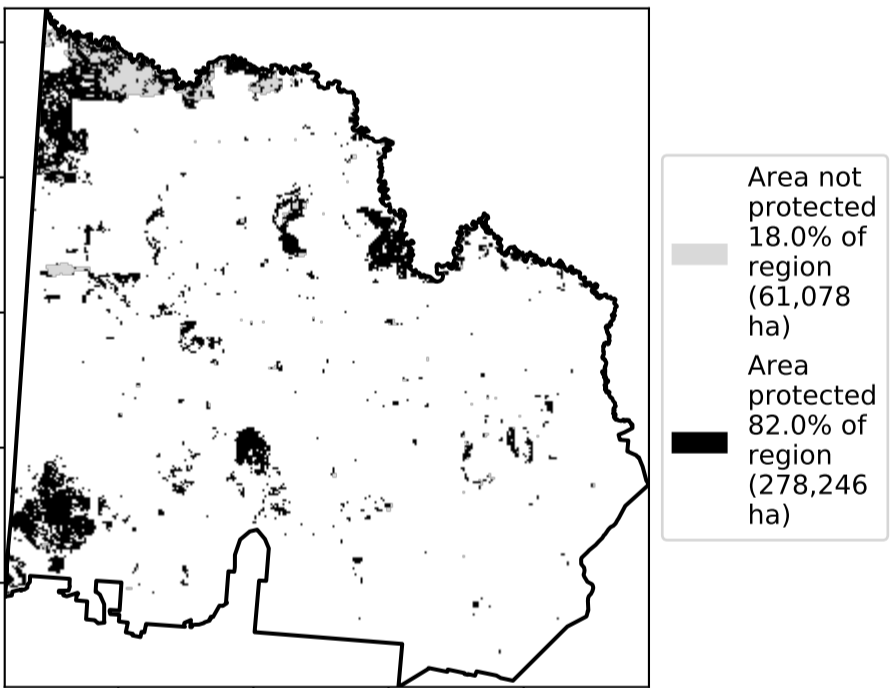 Area not
protected
18.0% of
region
(61,078
ha)
Area
protected
82.0% of
region
(278,246
ha)